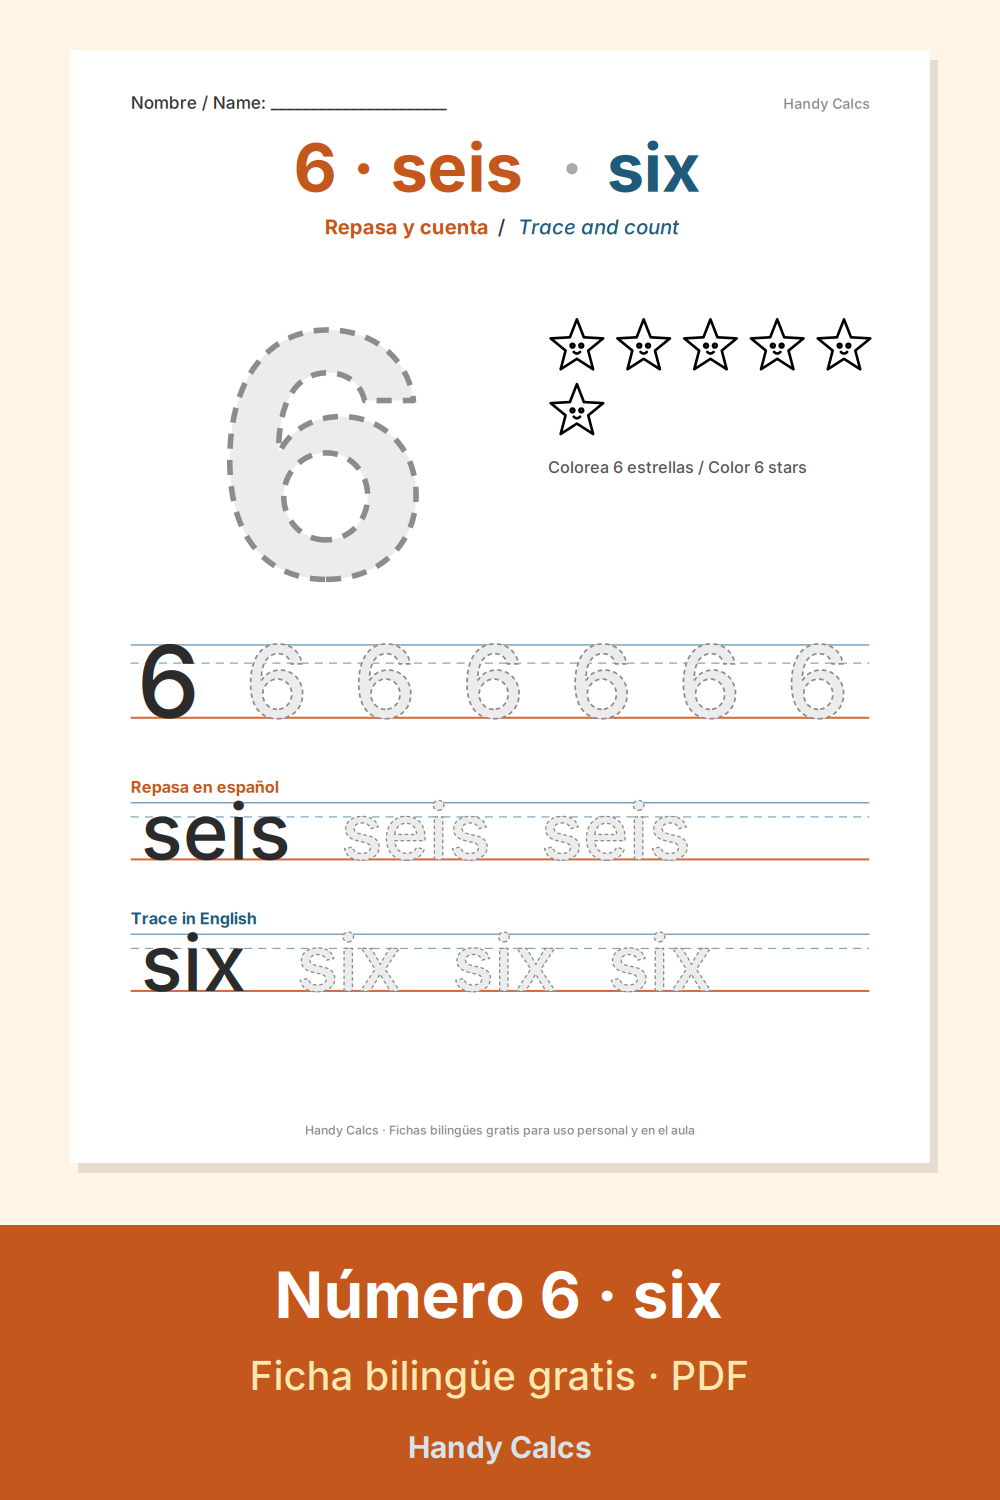 Nombre / Name: ____________________
Handy Calcs
6 · seis · six
Repasa y cuenta / Trace and count
6
Colorea 6 estrellas / Color 6 stars
6 6 6 6 6 6 6
Repasa en español
seis seis seis
Trace in English
six six six six
Handy Calcs · Fichas bilingües gratis para uso personal y en el aula
Número 6 · six
Ficha bilingüe gratis · PDF
Handy Calcs